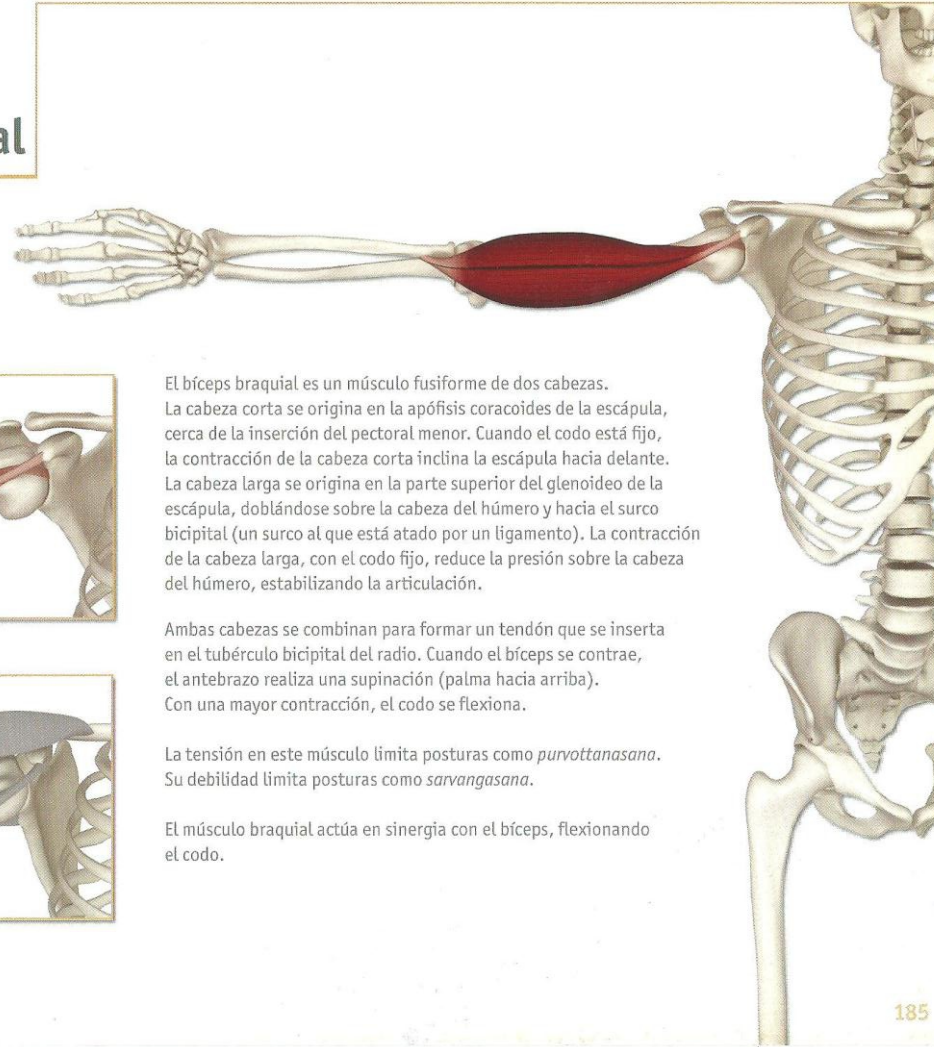 al
El bíceps braquial es un músculo fusiforme de dos cabezas.
La cabeza corta se origina en la apófisis coracoides de la escápula,
cerca de la inserción del pectoral menor. Cuando el codo está fijo,
la contracción de la cabeza corta inclina la escápula hacia delante.
La cabeza larga se origina en la parte superior del glenoideo de la
escápula, doblándose sobre la cabeza del húmero y hacia el surco
bicipital (un surco al que está atado por un ligamento). La contracción
de la cabeza larga, con el codo fijo, reduce la presión sobre la cabeza
del húmero, estabilizando la articulación.
Ambas cabezas se combinan para formar un tendón que se inserta
en el tubérculo bicipital del radio. Cuando el bíceps se contrae,
el antebrazo realiza una supinación (palma hacia arriba).
Con una mayor contracción, el codo se flexiona.
La tensión en este músculo limita posturas como purvottanasana.
Su debilidad limita posturas como sarvangasana.
El músculo braquial actúa en sinergia con el bíceps, flexionando
el codo.
185